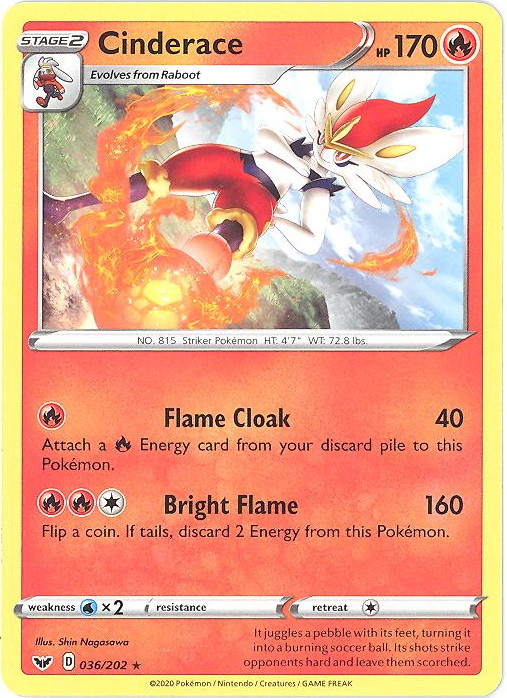 STAGE 2
Cinderace
HP 170
Evolves from Raboot
NO. 815 Striker Pokémon HT: 4'7" WT: 72.8 lbs.
Flame Cloak 40
Attach a Energy card from your discard pile to this
Pokémon.
Bright Flame 160
Flip a coin. If tails, discard 2 Energy from this Pokémon.
weakness ×2 resistance retreat
Illus. Shin Nagasawa
D 036/202 ★
It juggles a pebble with its feet, turning it
into a burning soccer ball. Its shots strike
opponents hard and leave them scorched.
©2020 Pokémon / Nintendo / Creatures / GAME FREAK